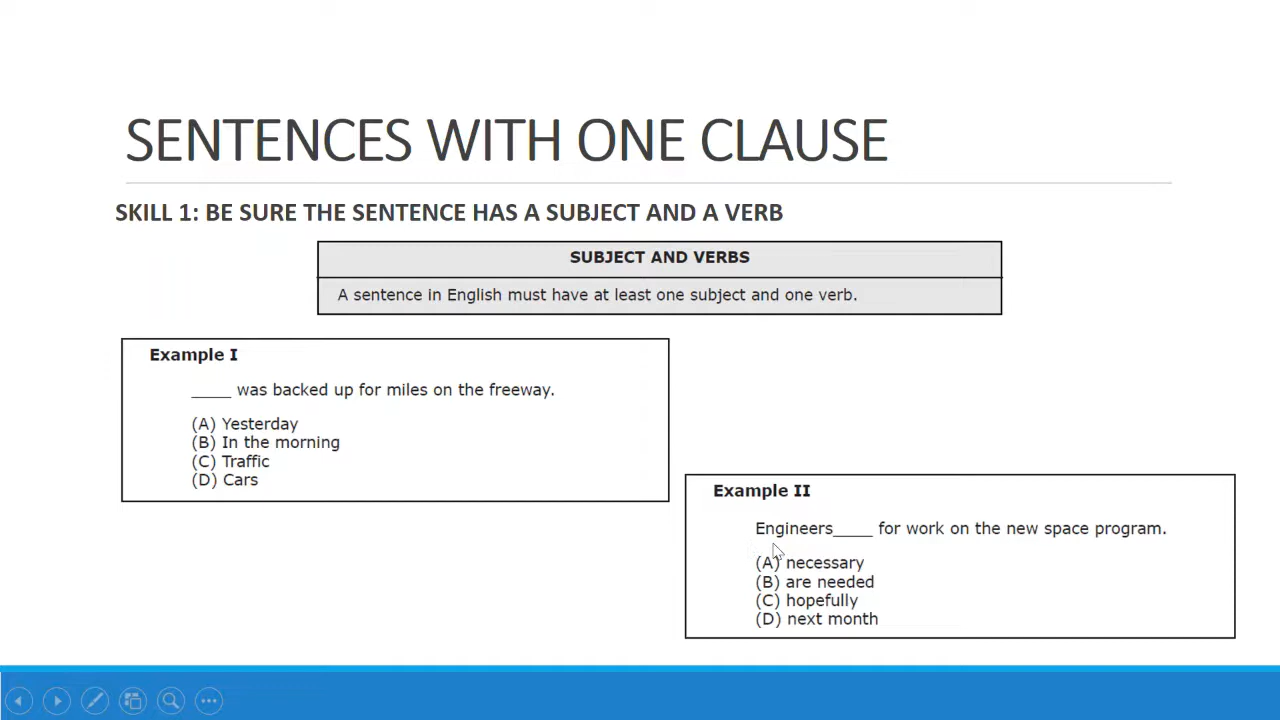 SENTENCES WITH ONE CLAUSE
SKILL 1: BE SURE THE SENTENCE HAS A SUBJECT AND A VERB
SUBJECT AND VERBS
A sentence in English must have at least one subject and one verb.
Example I
____ was backed up for miles on the freeway.
(A) Yesterday
(B) In the morning
(C) Traffic
(D) Cars
Example II
Engineers____ for work on the new space program.
(A) necessary
(B) are needed
(C) hopefully
(D) next month